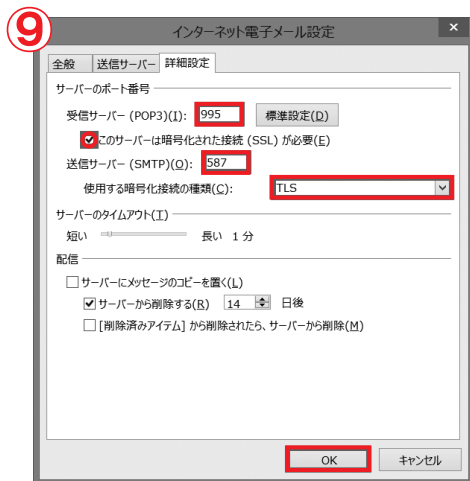 ⑨
インターネット電子メール設定
×
全般 送信サーバー 詳細設定
サーバーのポート番号
受信サーバー (POP3)(I): 995 標準設定(D)
このサーバーは暗号化された接続 (SSL) が必要(E)
送信サーバー (SMTP)(O): 587
使用する暗号化接続の種類(C): TLS
サーバーのタイムアウト(T)
短い 長い 1 分
配信
サーバーにメッセージのコピーを置く(L)
サーバーから削除する(R) 14 日後
[削除済みアイテム] から削除されたら、サーバーから削除(M)
OK キャンセル